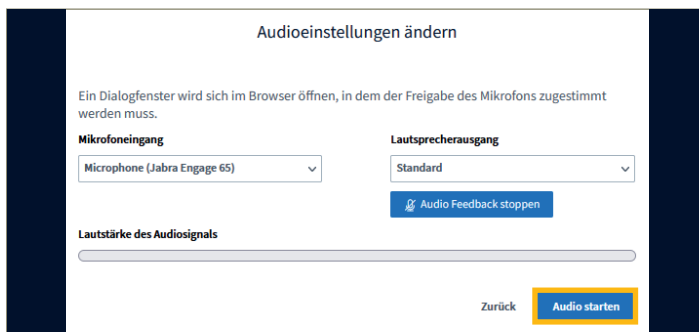 Audioeinstellungen ändern
Ein Dialogfenster wird sich im Browser öffnen, in dem der Freigabe des Mikrofons zugestimmt
werden muss.
Mikrofoneingang
Lautsprecherausgang
Microphone (Jabra Engage 65)
Standard
Audio Feedback stoppen
Lautstärke des Audiosignals
Zurück
Audio starten